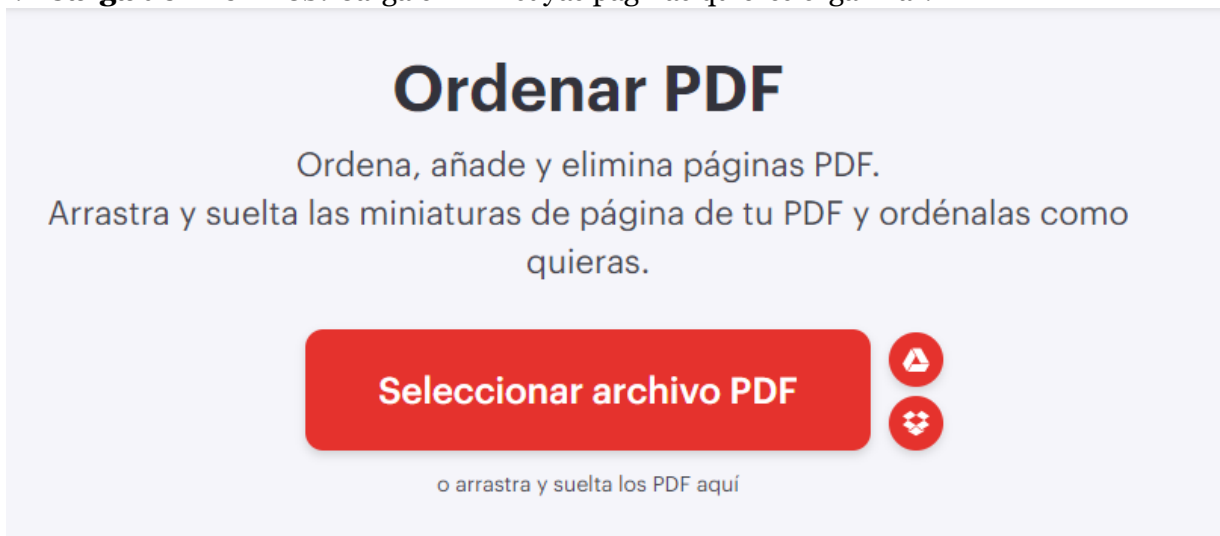 Ordenar PDF
Ordena, añade y elimina páginas PDF.
Arrastra y suelta las miniaturas de página de tu PDF y ordénalas como
quieras.
Seleccionar archivo PDF
o arrastra y suelta los PDF aquí